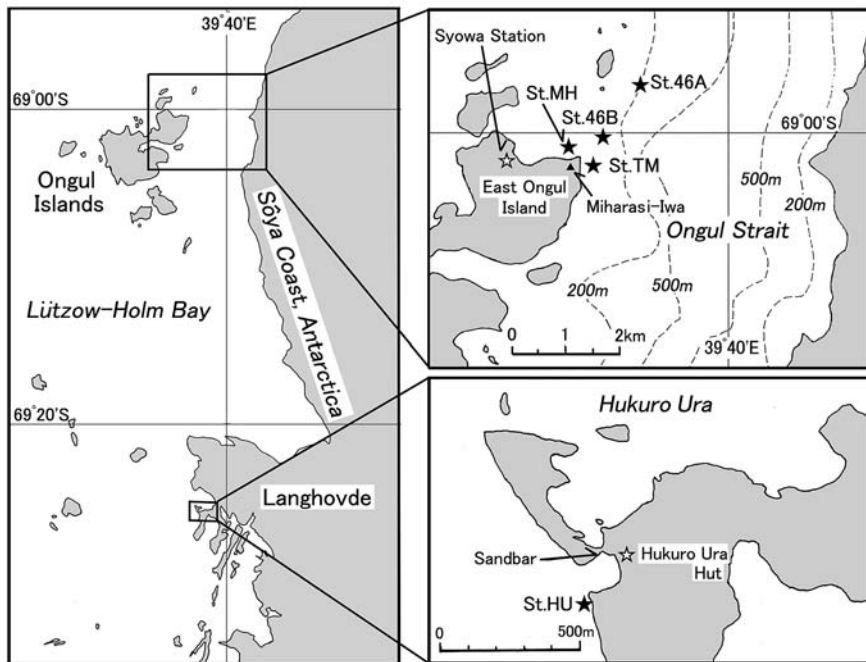 39˚40'E
69˚00'S
Ongul
Islands
Sôya Coast, Antarctica
Lützow-Holm Bay
69˚20'S
Langhovde
Syowa Station
St.46A
St.MH
St.46B
69˚00'S
St.TM
East Ongul
Island
Miharasi-Iwa
500m
200m
Ongul Strait
200m
500m
0 1 2km
39˚40'E
Hukuro Ura
Sandbar
Hukuro Ura
Hut
St.HU
0 500m